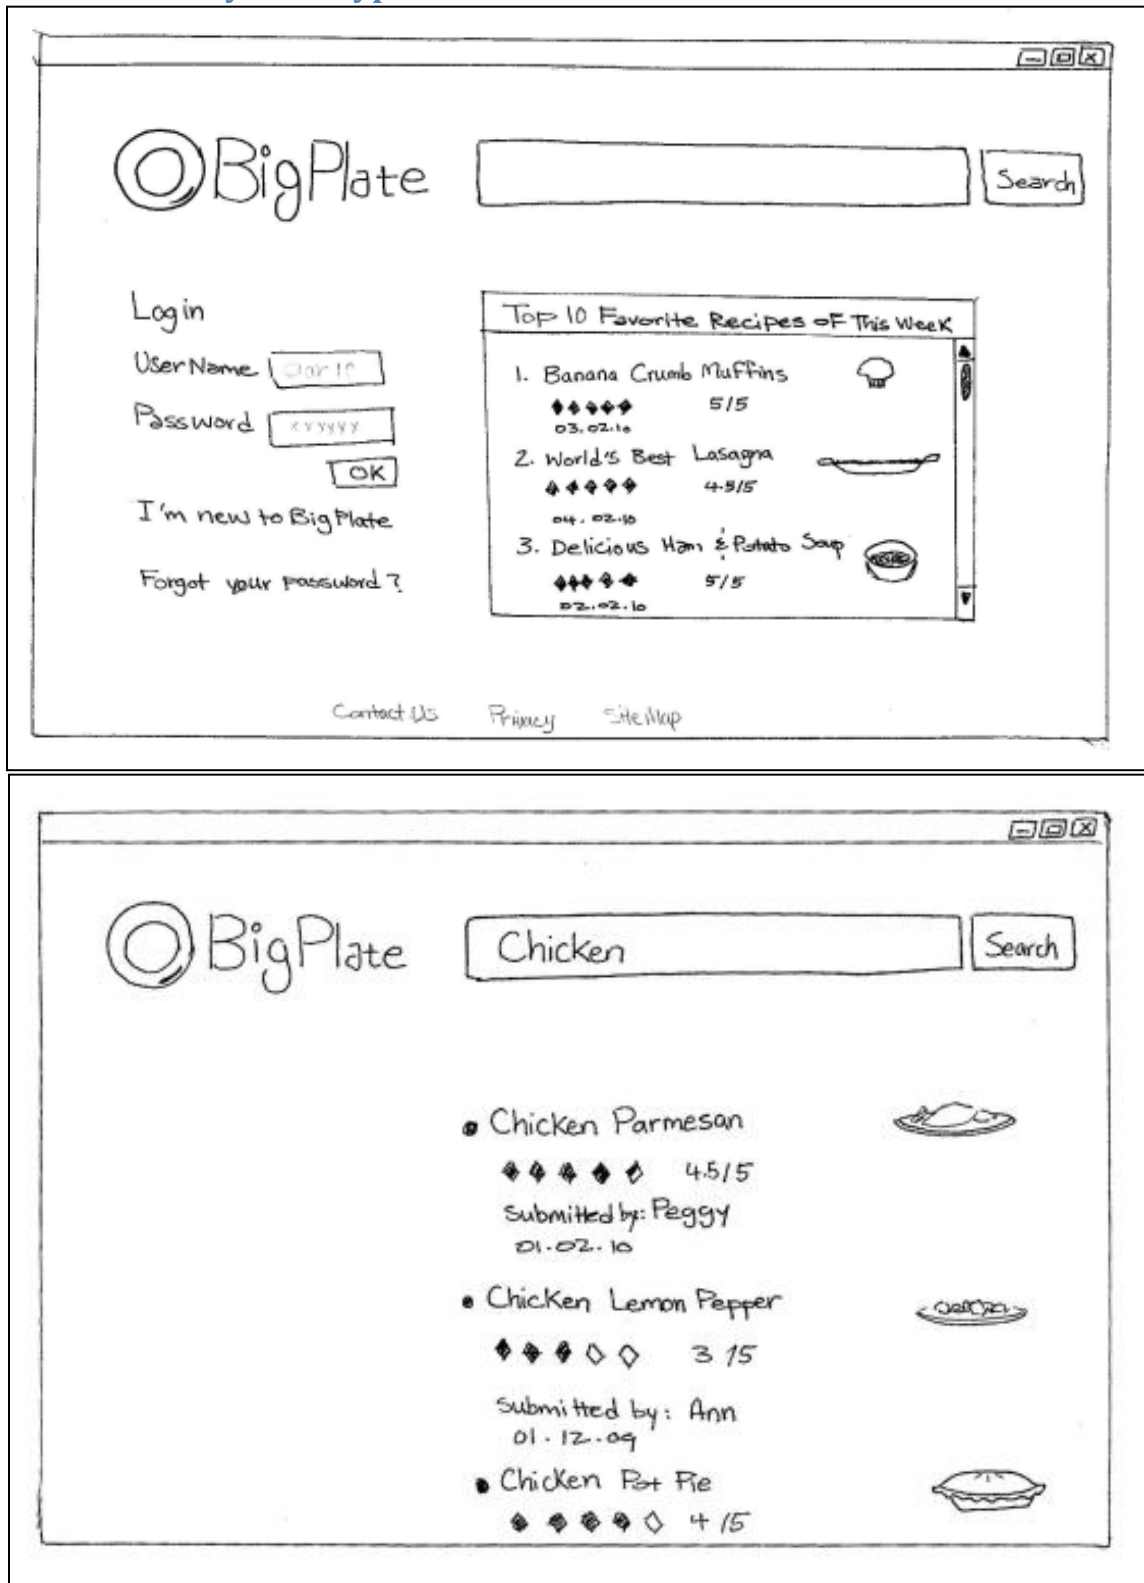 BigPlate
Search
Login
User Name
Password xxxxxx
OK
I'm new to BigPlate
Forgot your password?
Top 10 Favorite Recipes of This Week
1. Banana Crumb Muffins
5/5
03.02.10
2. World's Best Lasagna
4.5/5
04.02.10
3. Delicious Ham & Potato Soup
5/5
02.02.10
Contact Us Privacy SiteMap
BigPlate
Chicken
Search
Chicken Parmesan
4.5/5
Submitted by: Peggy
01.02.10
Chicken Lemon Pepper
3/5
Submitted by: Ann
01.12.09
Chicken Pot Pie
4/5